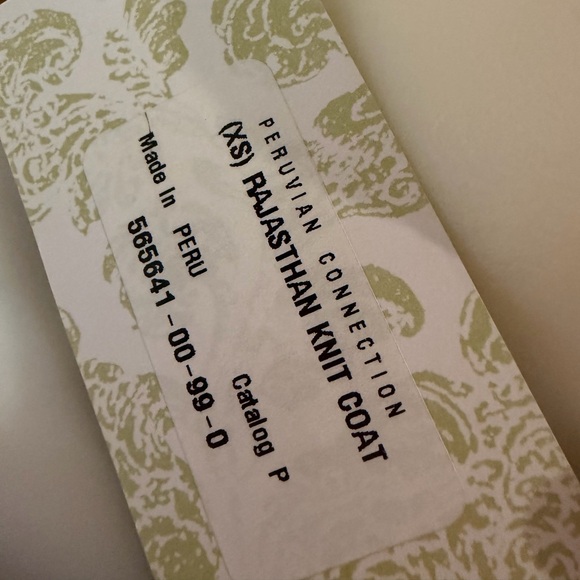 PERUVIAN CONNECTION
(XS) RAJASTHAN KNIT COAT
Catalog P
Made In PERU
565641-00-99-0